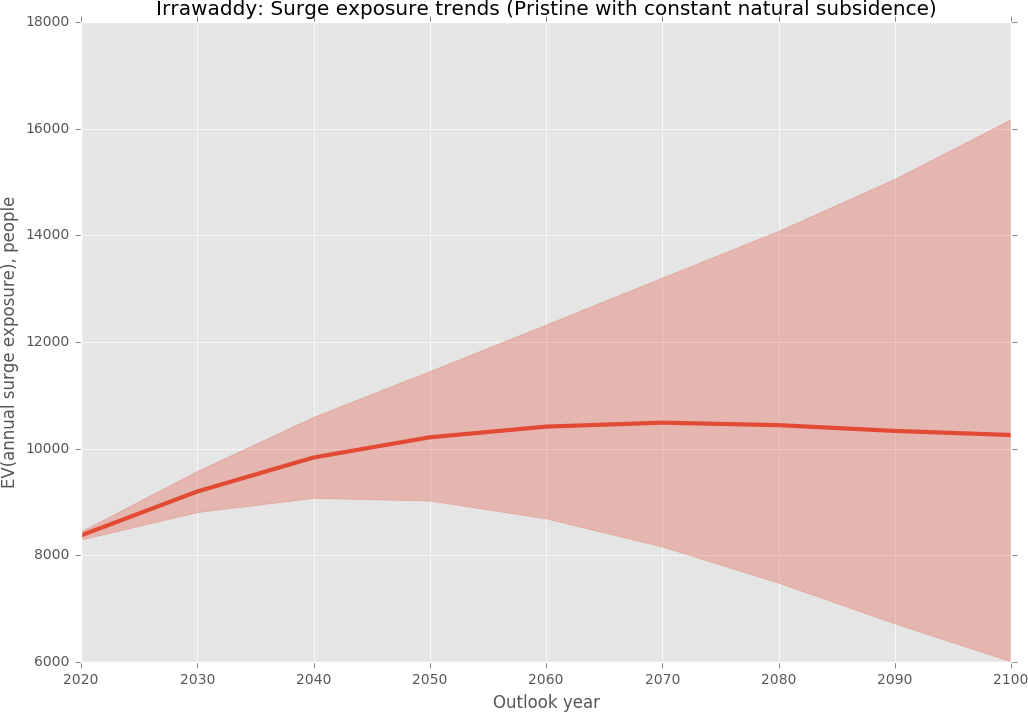 Irrawaddy: Surge exposure trends (Pristine with constant natural subsidence)
18000
16000
14000
12000
10000
8000
6000
EV(annual surge exposure), people
2020 2030 2040 2050 2060 2070 2080 2090 2100
Outlook year